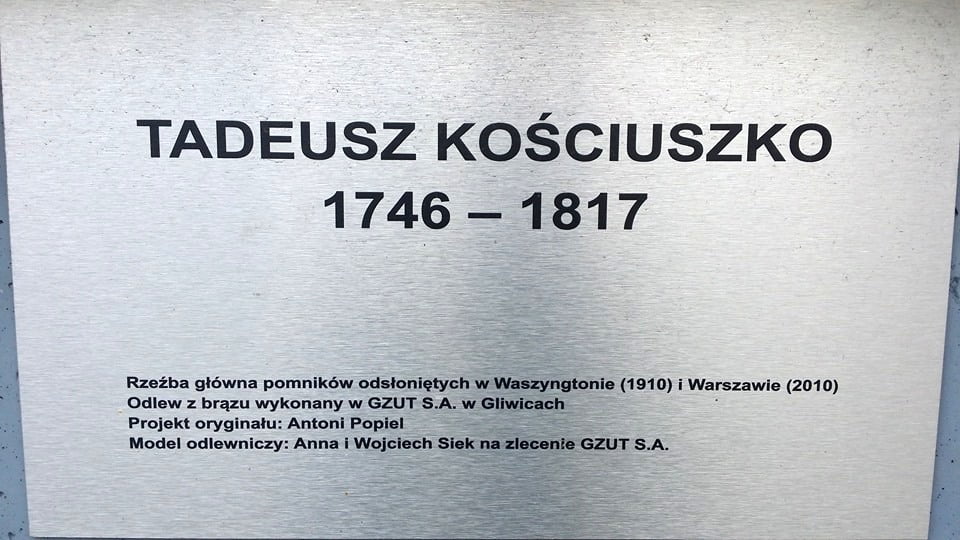 TADEUSZ KOŚCIUSZKO
1746 – 1817
Rzeźba główna pomników odsłoniętych w Waszyngtonie (1910) i Warszawie (2010)
Odlew z brązu wykonany w GZUT S.A. w Gliwicach
Projekt oryginału: Antoni Popiel
Model odlewniczy: Anna i Wojciech Siek na zlecenie GZUT S.A.